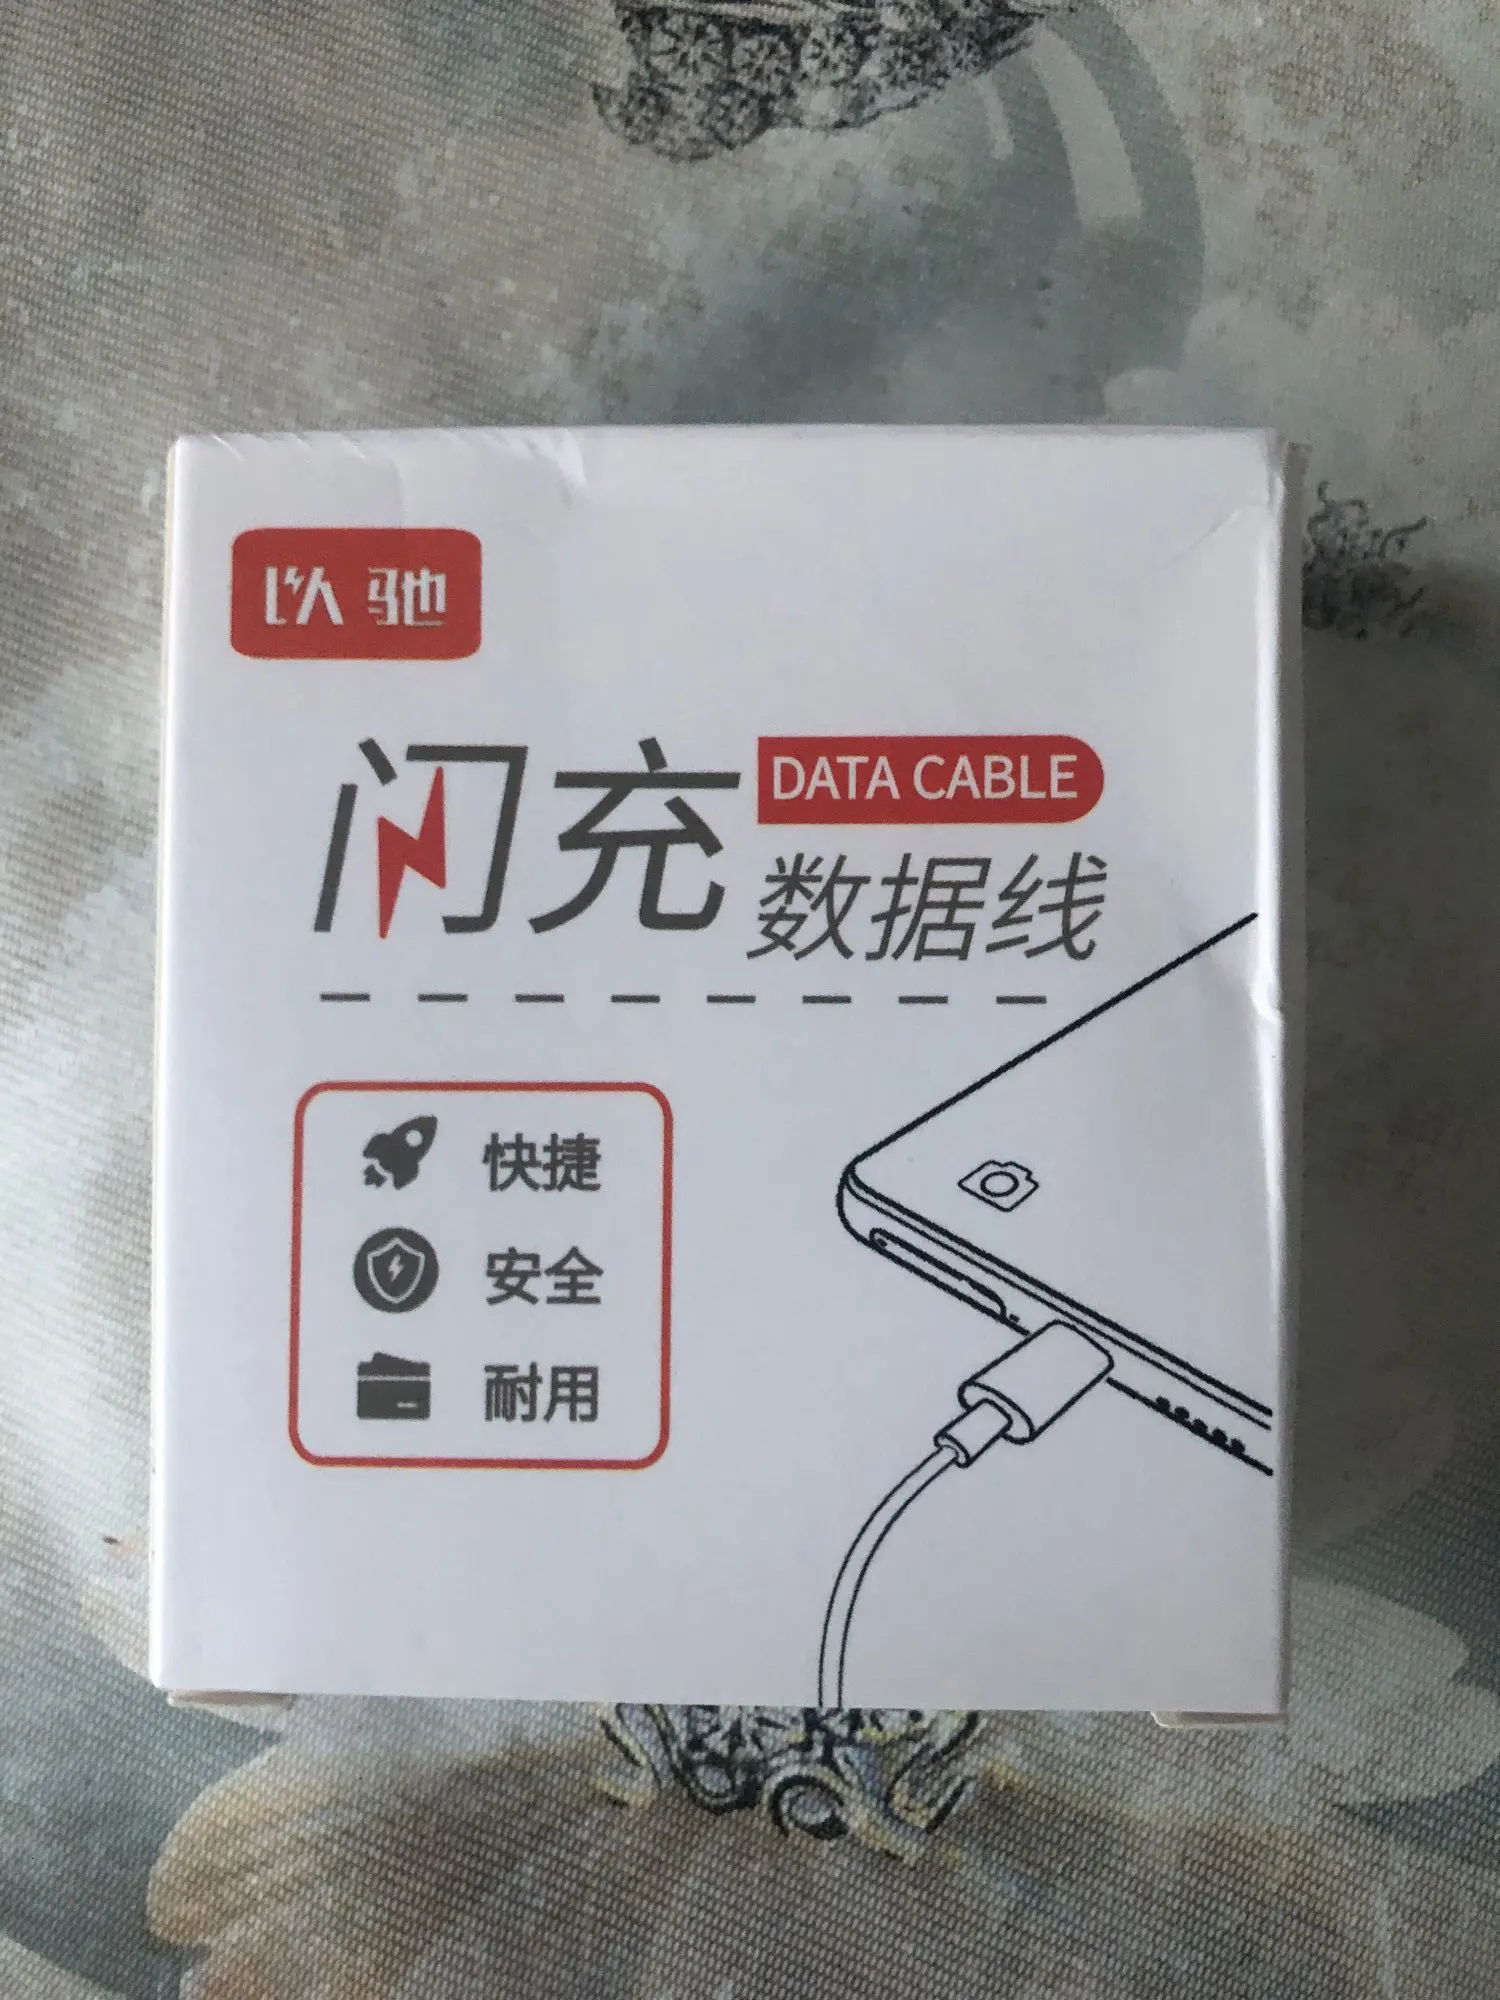 以驰
闪充
DATA CABLE
数据线
快捷
安全
耐用